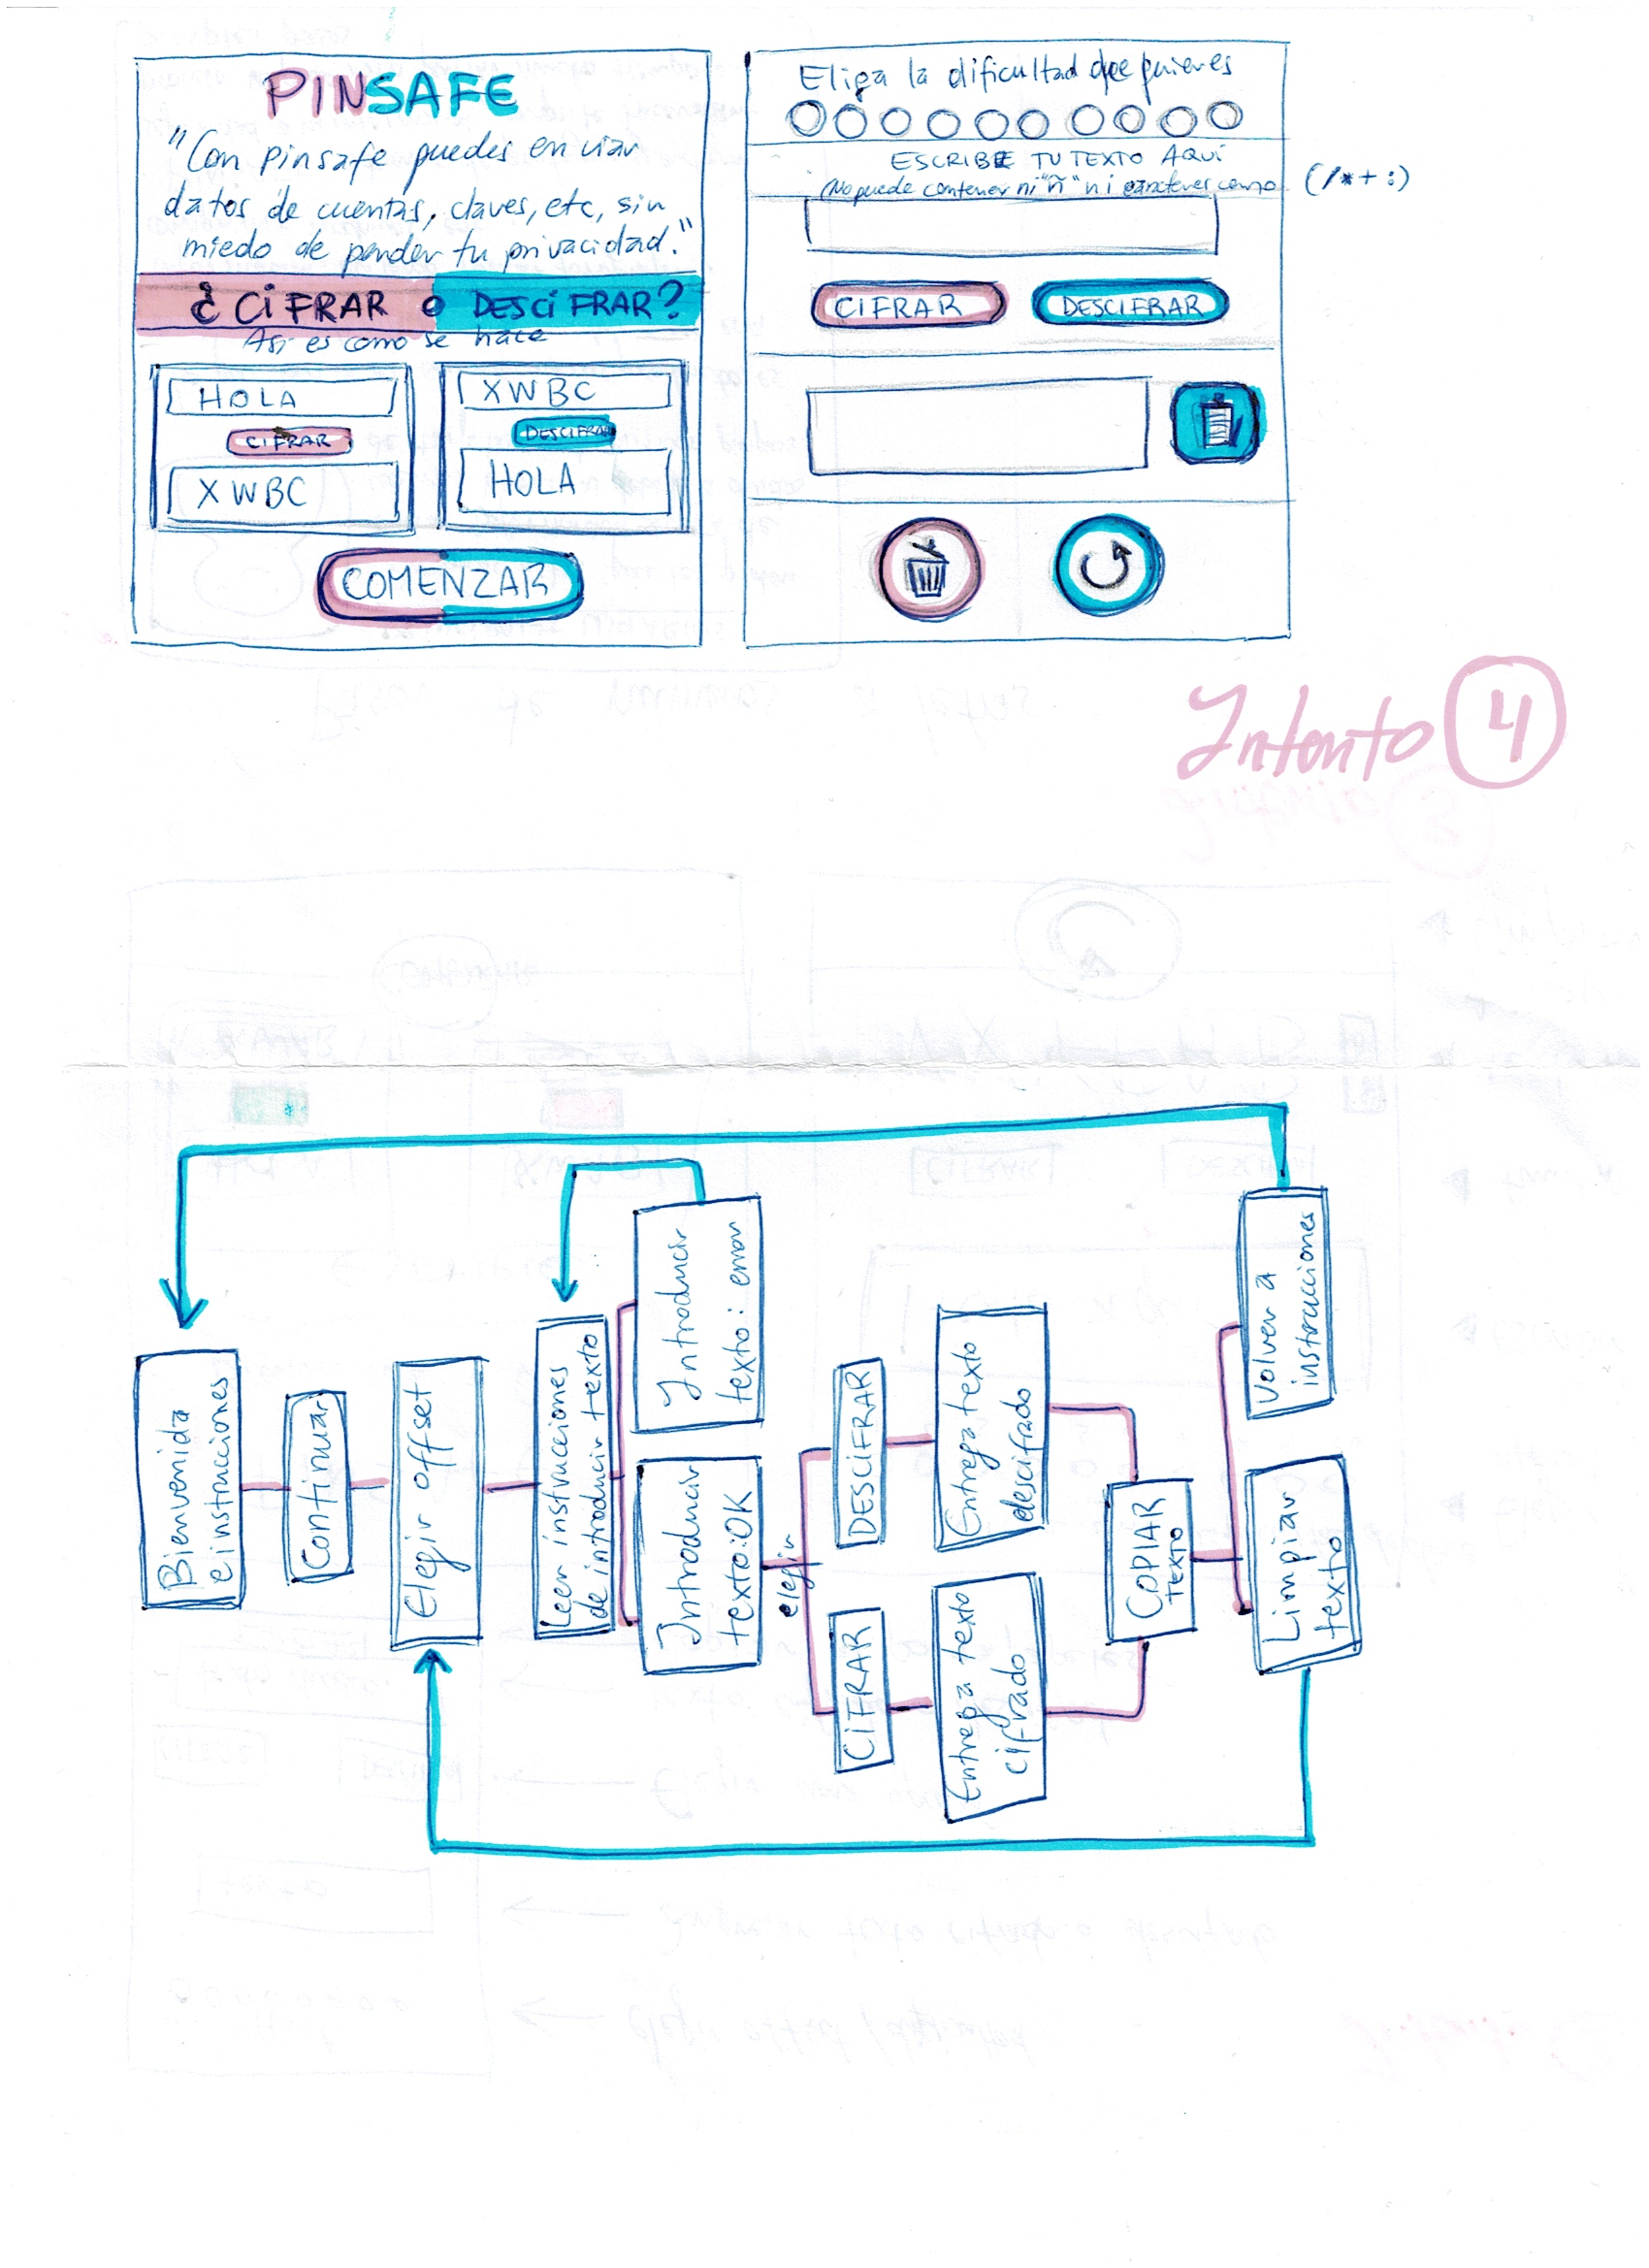 PINSAFE
"Con pinsafe puedes enviar
datos de cuentas, claves, etc, sin
miedo de perder tu privacidad."
¿CIFRAR o DESCIFRAR?
Así es como se hace
HOLA
CIFRAR
XWBC
XWBC
DESCIFRAR
HOLA
COMENZAR
Eliga la dificultad que quieres
ESCRIBE TU TEXTO AQUÍ
(No puede contener ni "ñ" ni caracteres como (/*+:)
CIFRAR
DESCIFRAR
Intento 4
Bienvenida
e instrucciones
Continuar
Elegir offset
Leer instrucciones
de introducir texto
Introducir
texto: error
Introducir
texto:OK
elegir
DESCIFRAR
Entrega texto
descifrado
CIFRAR
Entrega texto
cifrado
COPIAR
TEXTO
Volver a
instrucciones
Limpiar
texto